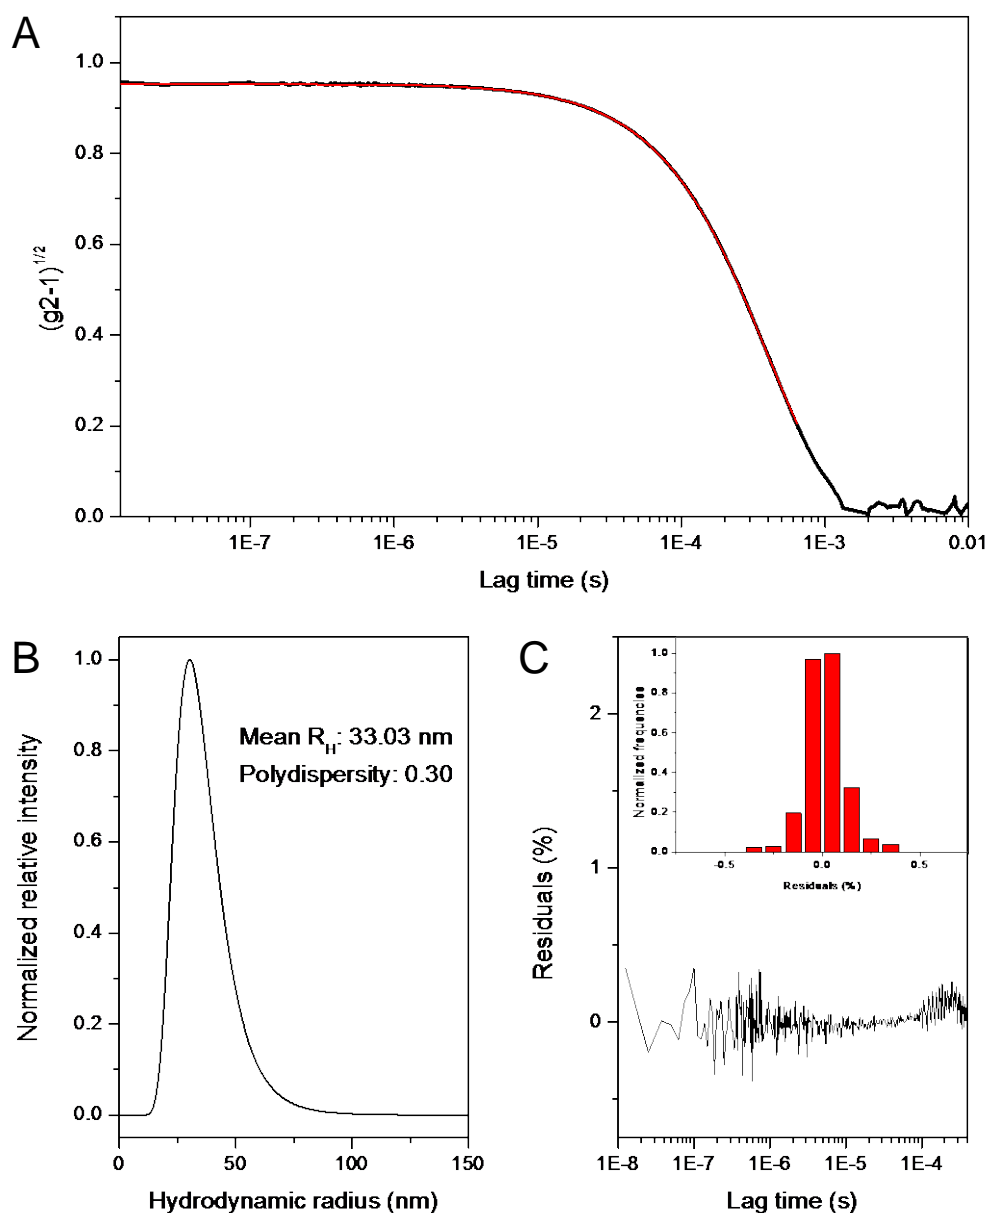 A
1.0
0.8
0.6
0.4
0.2
0.0
(g2-1)^1/2
1E-7 1E-6 1E-5 1E-4 1E-3 0.01
Lag time (s)
B
1.0
0.8
0.6
0.4
0.2
0.0
Normalized relative intensity
Mean R_H: 33.03 nm
Polydispersity: 0.30
0 50 100 150
Hydrodynamic radius (nm)
C
2
1
0
Residuals (%)
1.0
0.8
0.6
0.4
0.2
0.0
Normalized frequencies
-0.5 0.0 0.5
Residuals (%)
1E-8 1E-7 1E-6 1E-5 1E-4
Lag time (s)